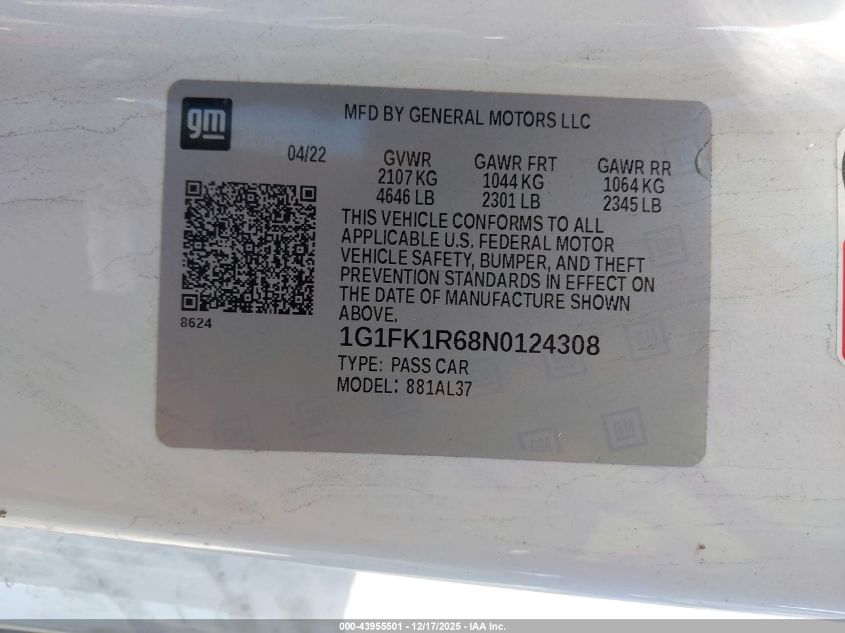 gm
MFD BY GENERAL MOTORS LLC
04/22
GVWR GAWR FRT GAWR RR
2107 KG 1044 KG 1064 KG
4646 LB 2301 LB 2345 LB
THIS VEHICLE CONFORMS TO ALL
APPLICABLE U.S. FEDERAL MOTOR
VEHICLE SAFETY, BUMPER, AND THEFT
PREVENTION STANDARDS IN EFFECT ON
THE DATE OF MANUFACTURE SHOWN
ABOVE.
8624
1G1FK1R68N0124308
TYPE: PASS CAR
MODEL: 881AL37
GM
GM
000-43955501 - 12/17/2025 - IAA Inc.